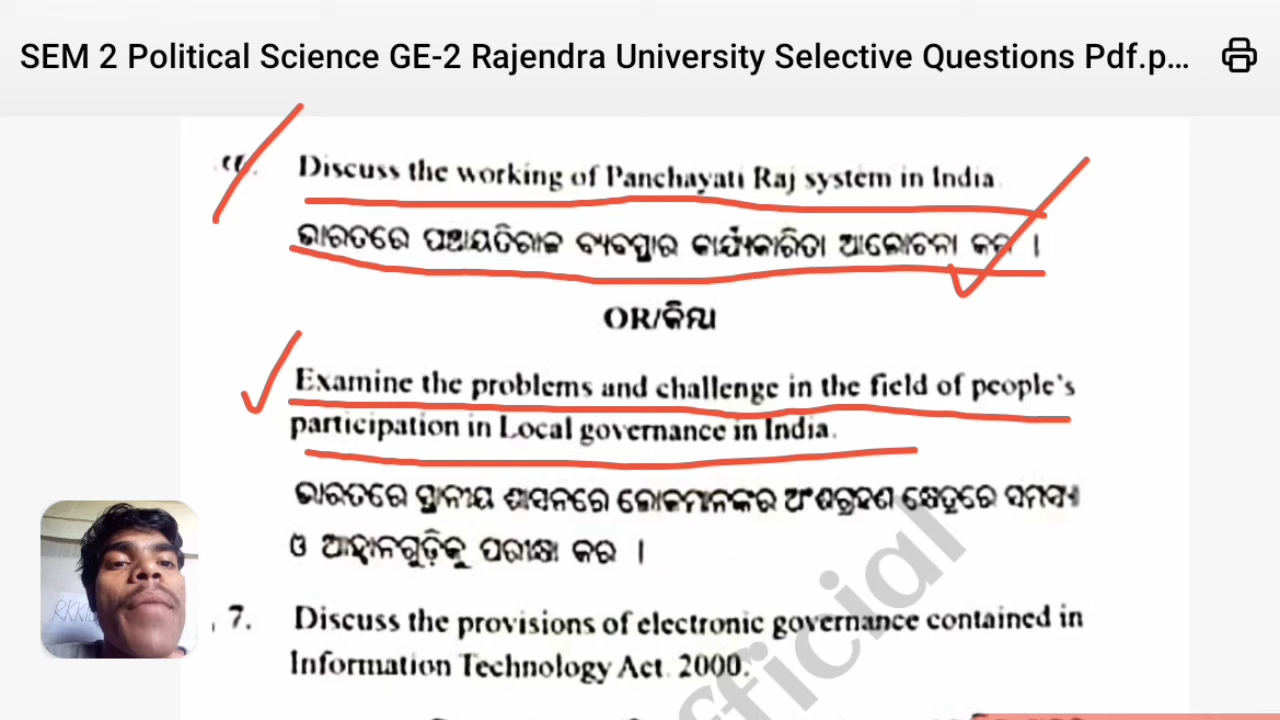 SEM 2 Political Science GE-2 Rajendra University Selective Questions Pdf.p...
Discuss the working of Panchayati Raj system in India.
ଭାରତରେ ପଞ୍ଚାୟତିରାଜ ବ୍ୟବସ୍ଥାର କାର୍ଯ୍ୟକାରିତା ଆଲୋଚନା କର ।
OR/କିମ୍ବା
Examine the problems and challenge in the field of people's
participation in Local governance in India.
ଭାରତରେ ସ୍ଥାନୀୟ ଶାସନରେ ଲୋକମାନଙ୍କର ଅଂଶଗ୍ରହଣ କ୍ଷେତ୍ରରେ ସମସ୍ୟା
ଓ ଆହ୍ୱାନଗୁଡ଼ିକୁ ପରୀକ୍ଷା କର ।
7. Discuss the provisions of electronic governance contained in
Information Technology Act. 2000.
fficial